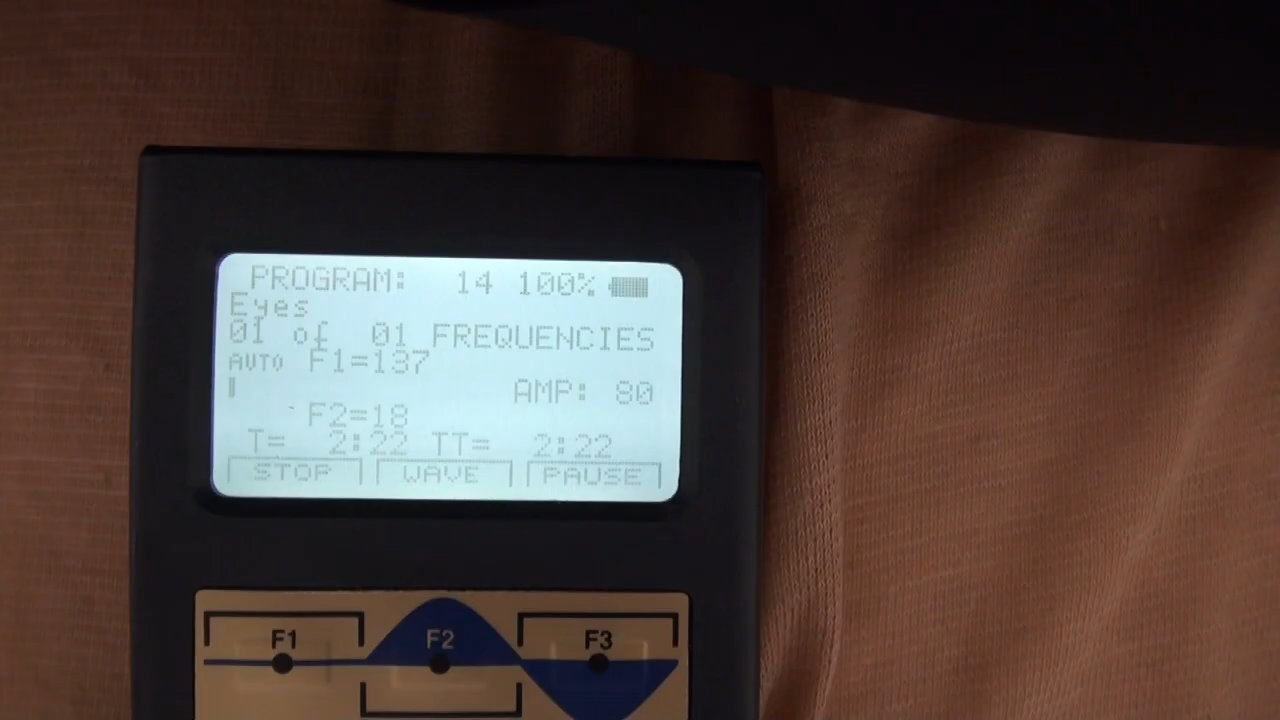 PROGRAM: 14 100%
Eyes
01 of 01 FREQUENCIES
AUTO F1=137
AMP: 80
F2=18
T= 2:22 TT= 2:22
STOP WAVE PAUSE
F1 F2 F3